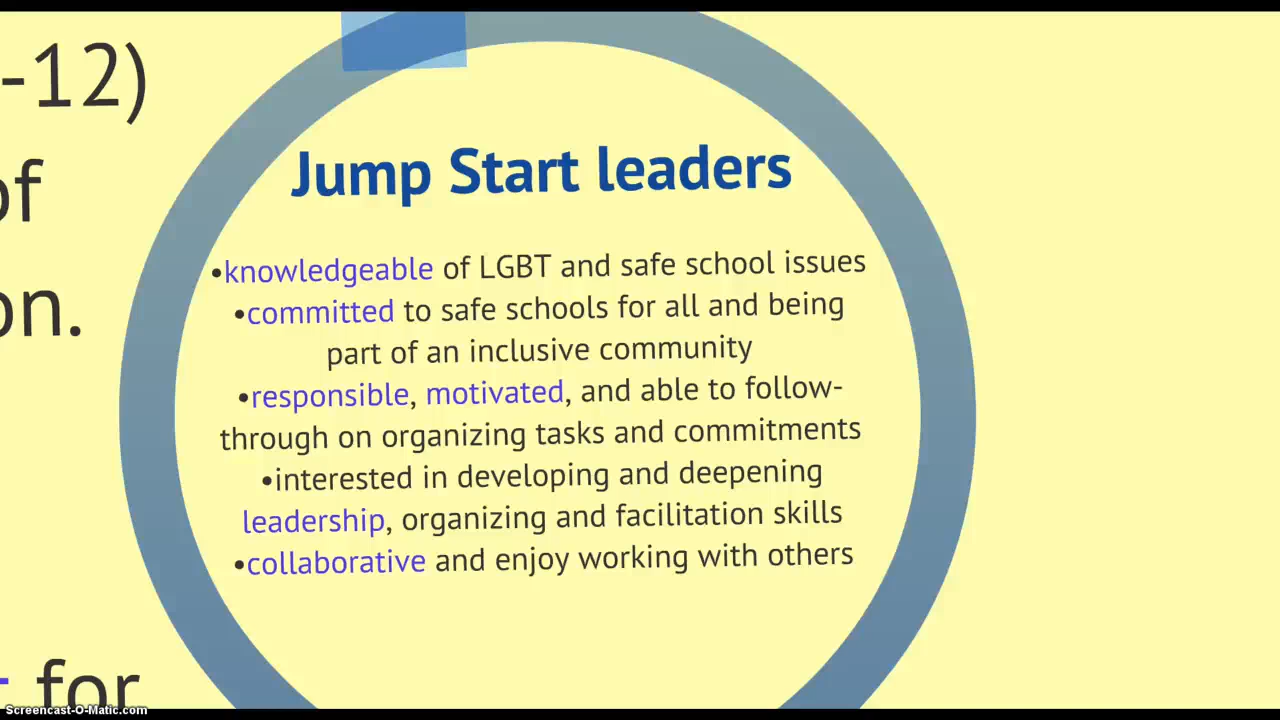 -12)
of
on.
for
Jump Start leaders
•knowledgeable of LGBT and safe school issues
•committed to safe schools for all and being
part of an inclusive community
•responsible, motivated, and able to follow-
through on organizing tasks and commitments
•interested in developing and deepening
leadership, organizing and facilitation skills
•collaborative and enjoy working with others
Screencast-O-Matic.com